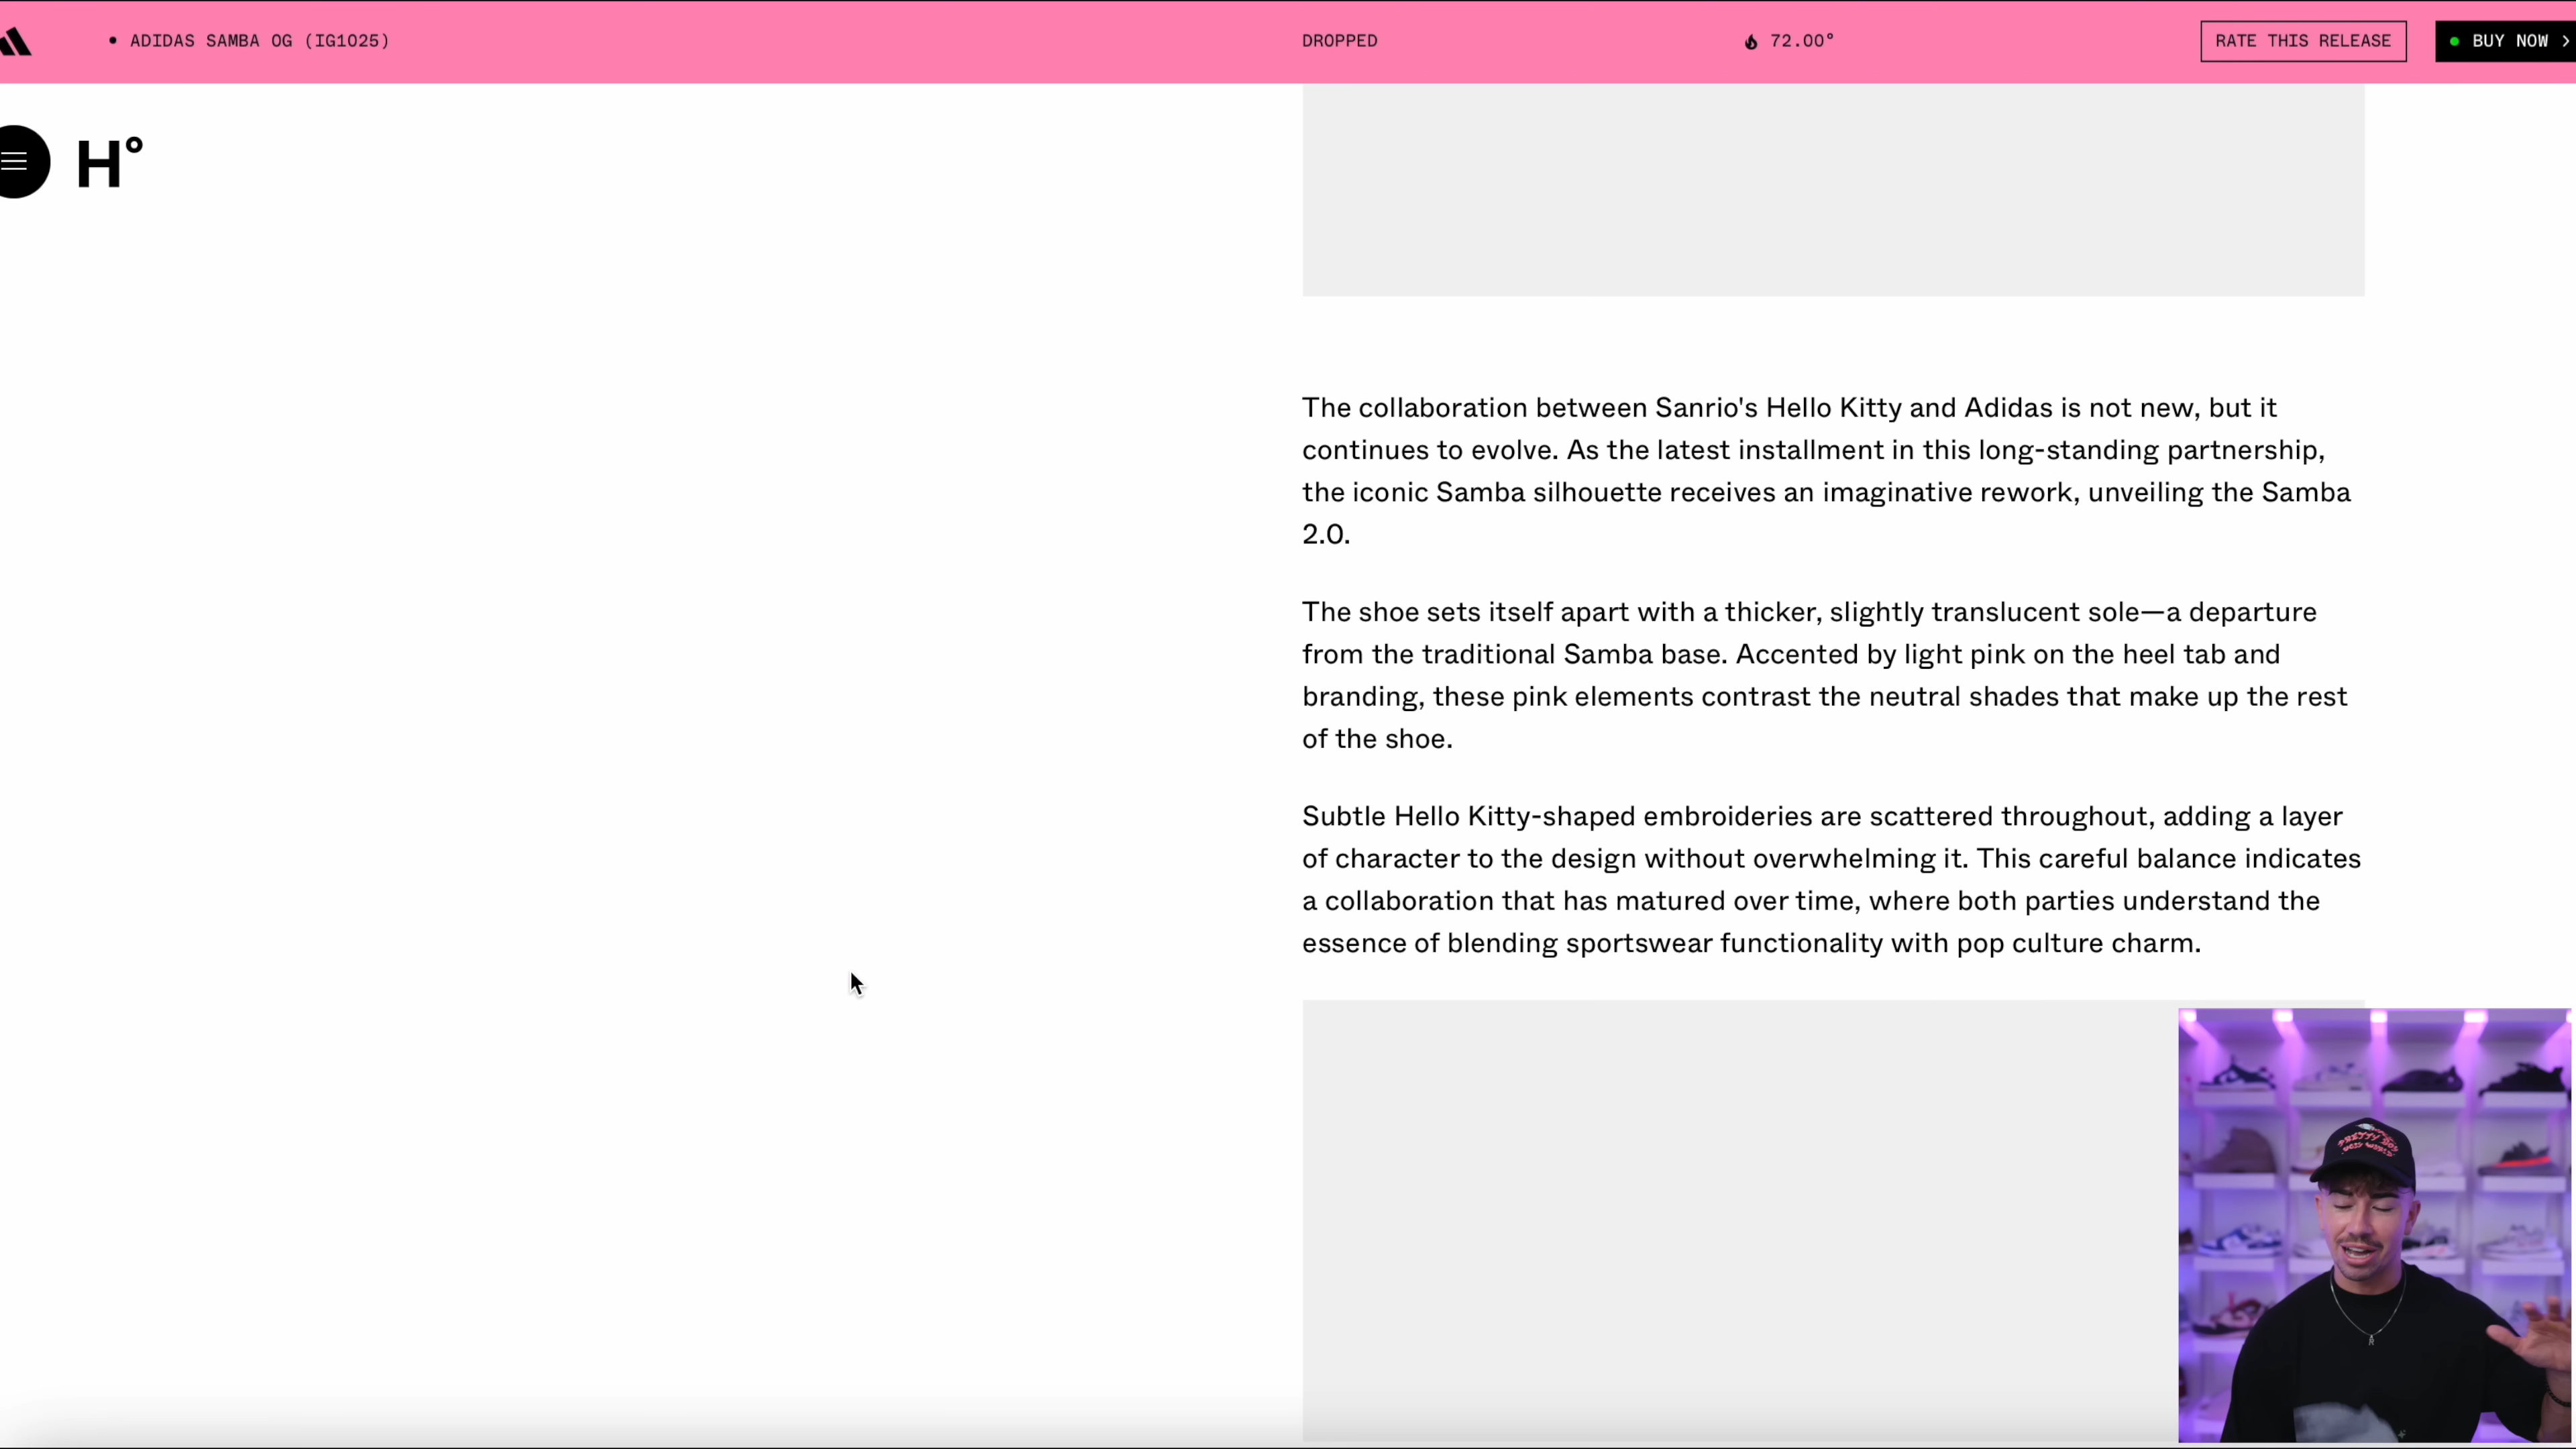 ADIDAS SAMBA OG (IG1025)
DROPPED
72.00°
RATE THIS RELEASE
BUY NOW
H°
The collaboration between Sanrio's Hello Kitty and Adidas is not new, but it
continues to evolve. As the latest installment in this long-standing partnership,
the iconic Samba silhouette receives an imaginative rework, unveiling the Samba
2.0.
The shoe sets itself apart with a thicker, slightly translucent sole—a departure
from the traditional Samba base. Accented by light pink on the heel tab and
branding, these pink elements contrast the neutral shades that make up the rest
of the shoe.
Subtle Hello Kitty-shaped embroideries are scattered throughout, adding a layer
of character to the design without overwhelming it. This careful balance indicates
a collaboration that has matured over time, where both parties understand the
essence of blending sportswear functionality with pop culture charm.
PRETTY BOY